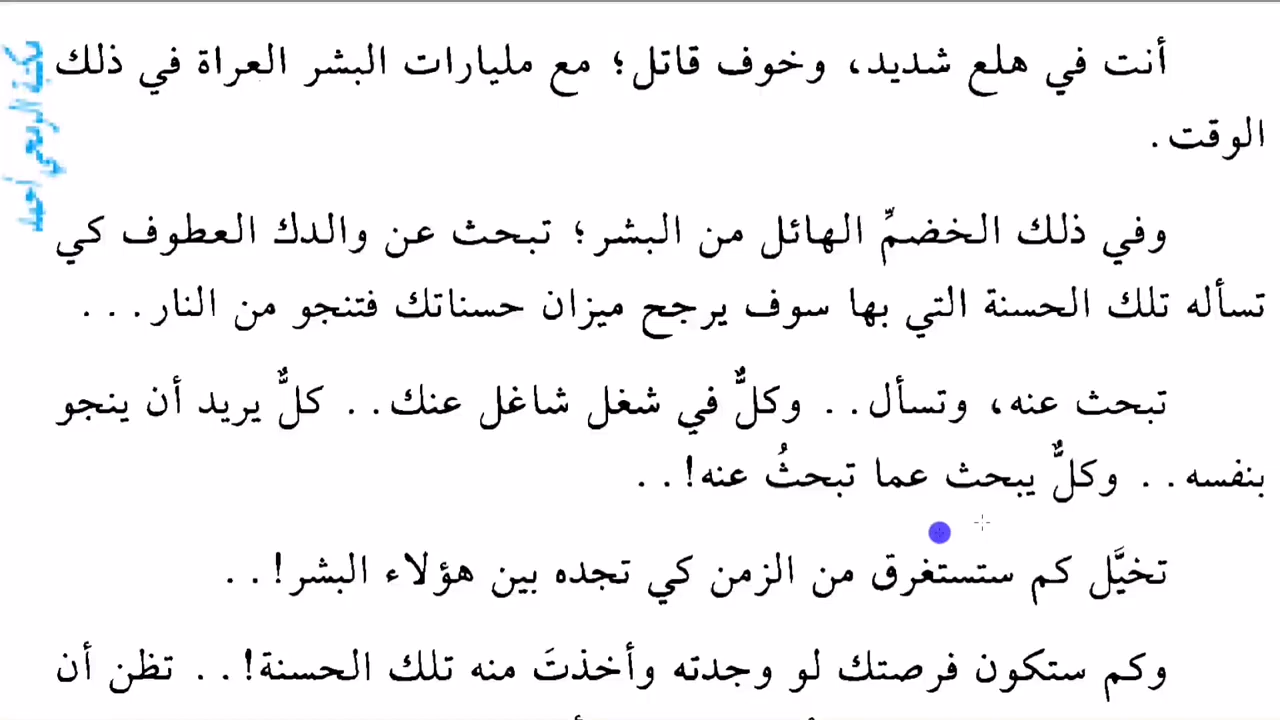 أنت في هلع شديد، وخوف قاتل؛ مع مليارات البشر العراة في ذلك
الوقت.
وفي ذلك الخضمِّ الهائل من البشر؛ تبحث عن والدك العطوف كي
تسأله تلك الحسنة التي بها سوف يرجح ميزان حسناتك فتنجو من النار...
تبحث عنه، وتسأل.. وكلٌّ في شغل شاغل عنك.. كلٌّ يريد أن ينجو
بنفسه.. وكلٌّ يبحث عما تبحثُ عنه!..
تخيَّل كم ستستغرق من الزمن كي تجده بين هؤلاء البشر!..
وكم ستكون فرصتك لو وجدته وأخذتَ منه تلك الحسنة!.. تظن أن